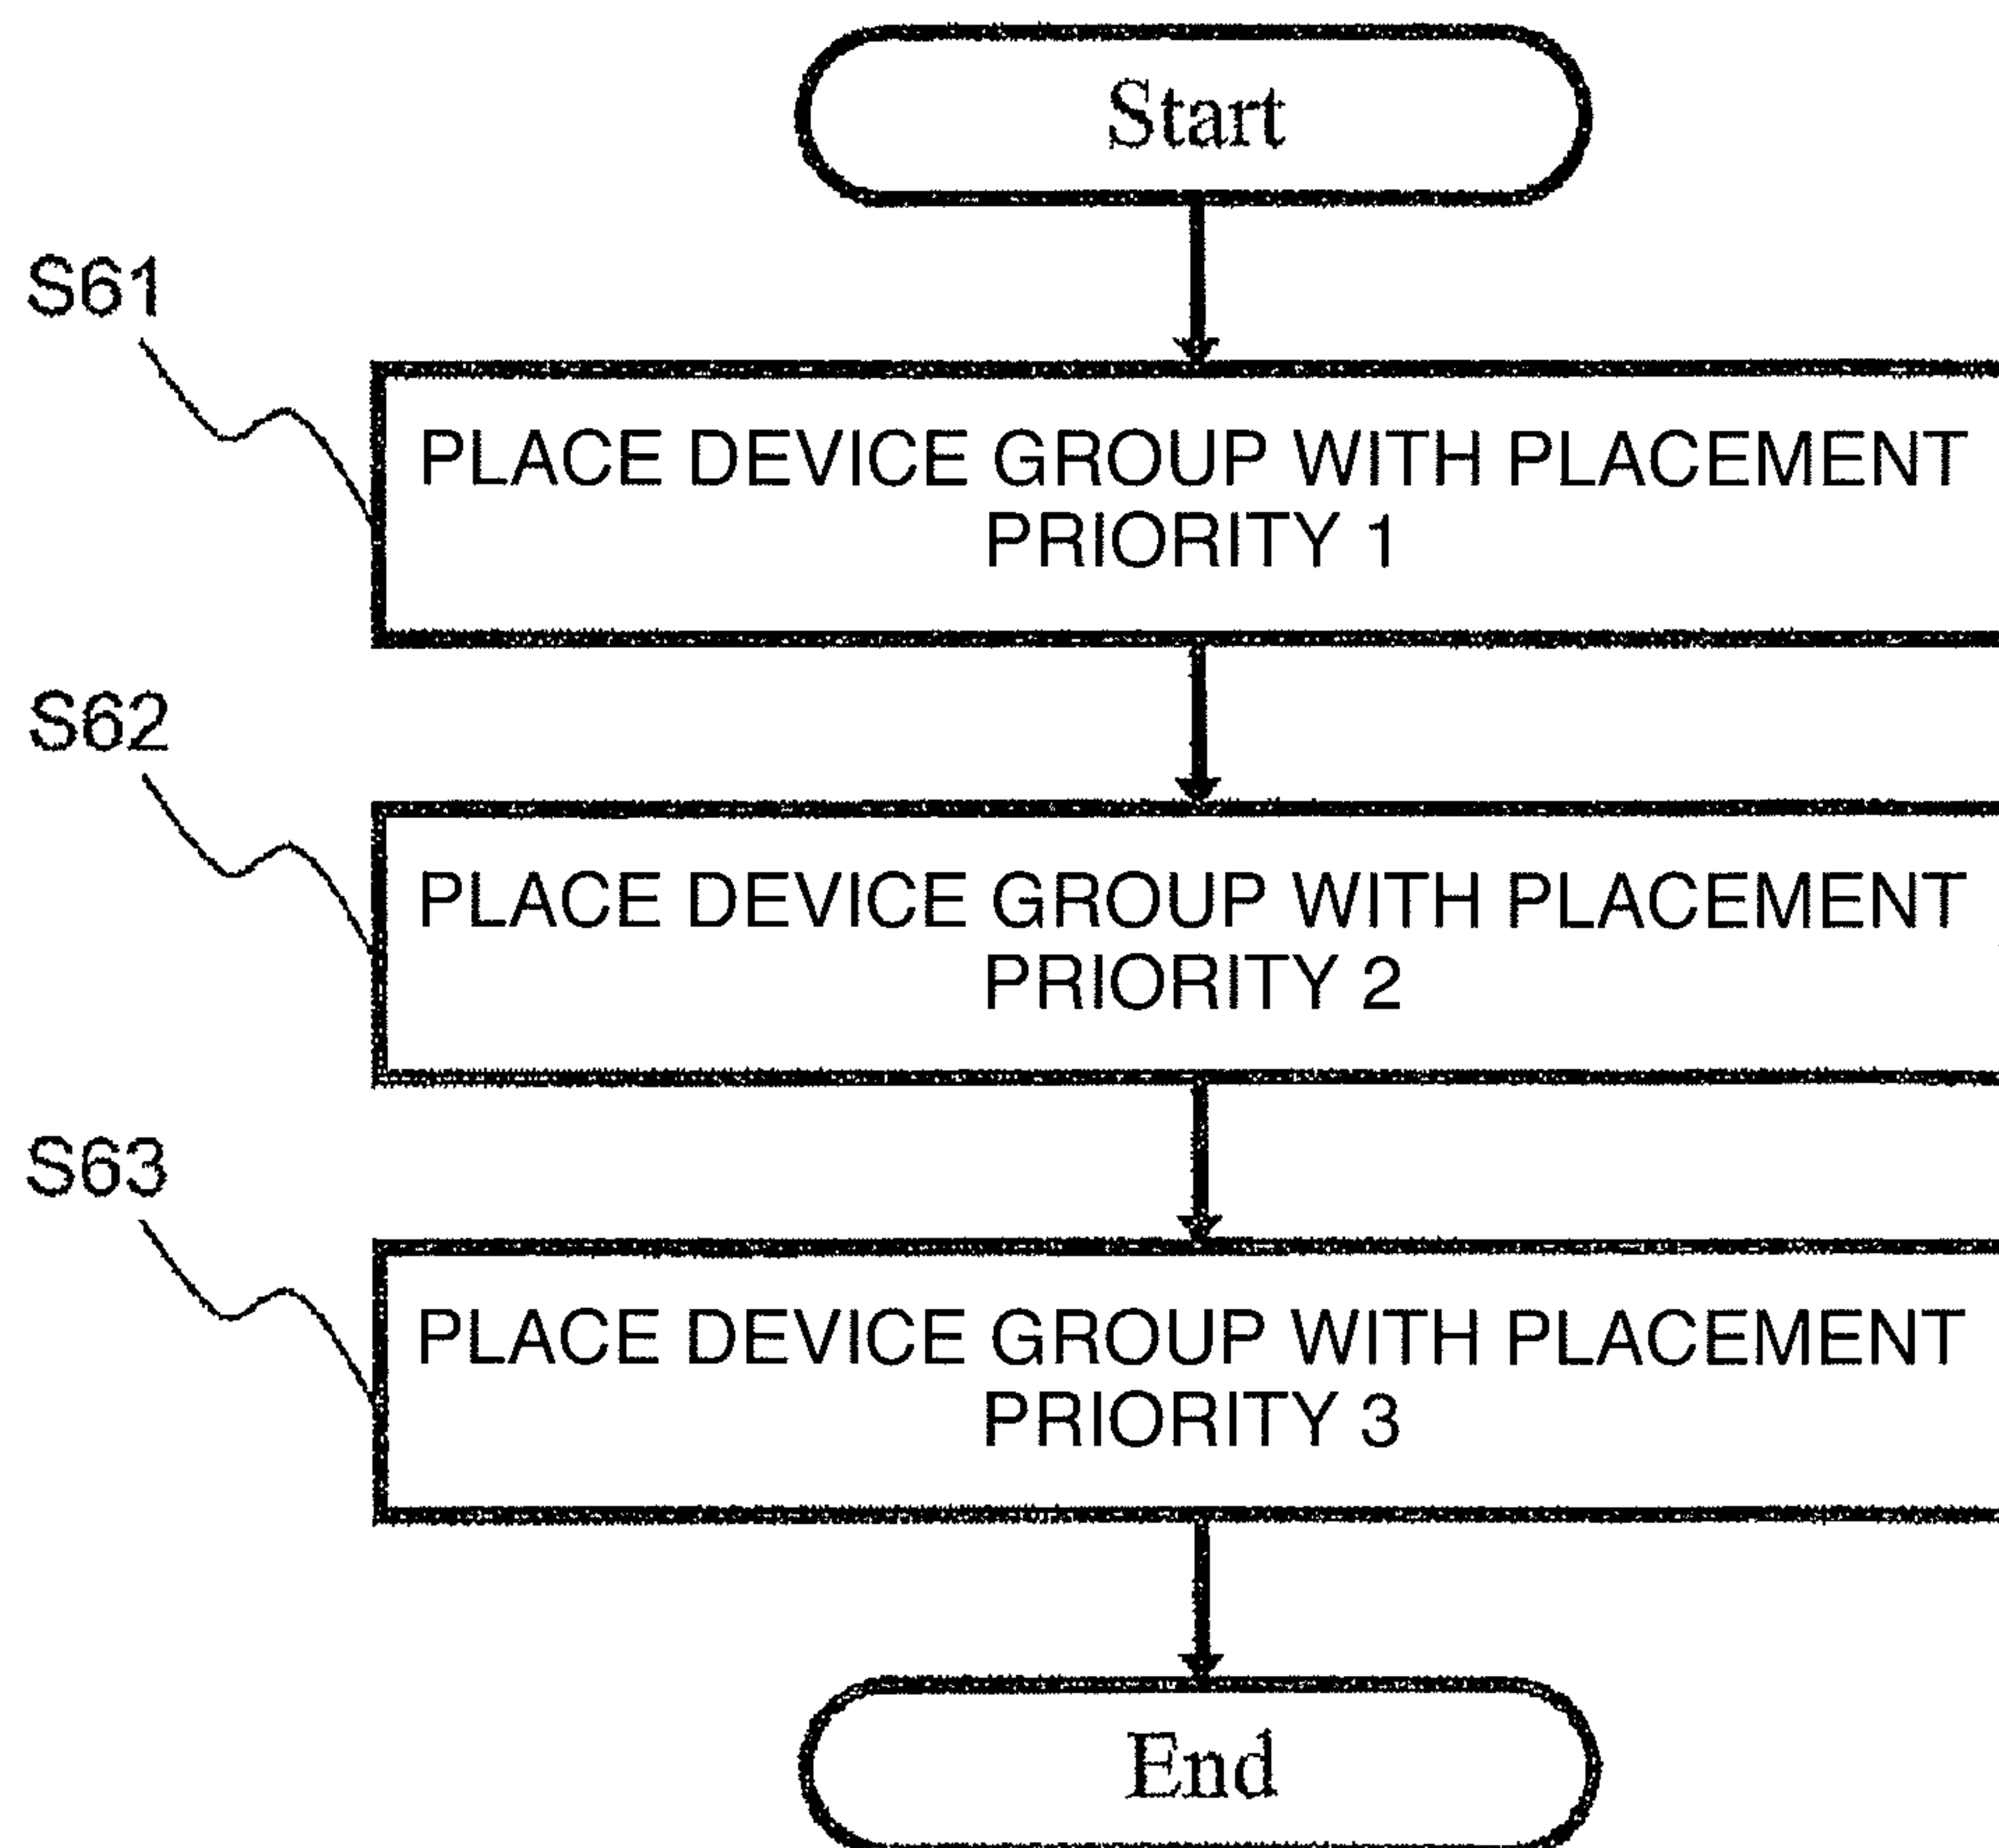 Start
S61
PLACE DEVICE GROUP WITH PLACEMENT
PRIORITY 1
S62
PLACE DEVICE GROUP WITH PLACEMENT
PRIORITY 2
S63
PLACE DEVICE GROUP WITH PLACEMENT
PRIORITY 3
End